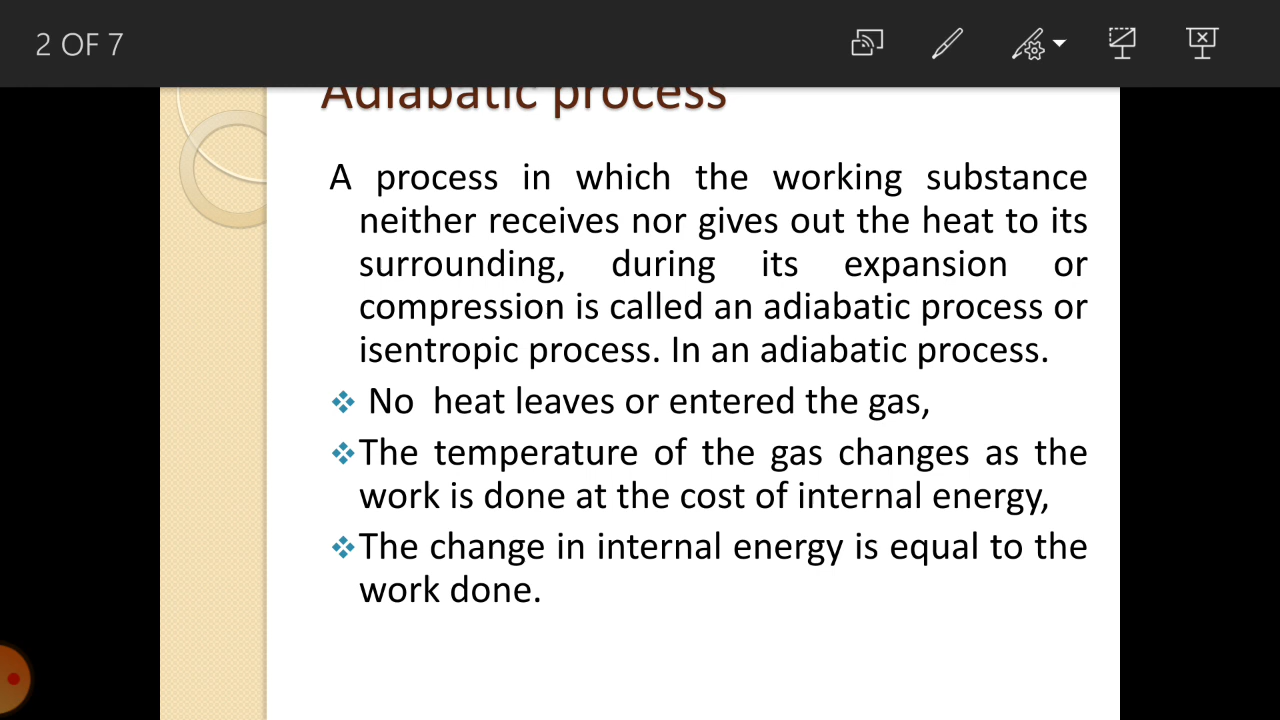 2 OF 7
Adiabatic process
A process in which the working substance
neither receives nor gives out the heat to its
surrounding, during its expansion or
compression is called an adiabatic process or
isentropic process. In an adiabatic process.
No heat leaves or entered the gas,
The temperature of the gas changes as the
work is done at the cost of internal energy,
The change in internal energy is equal to the
work done.